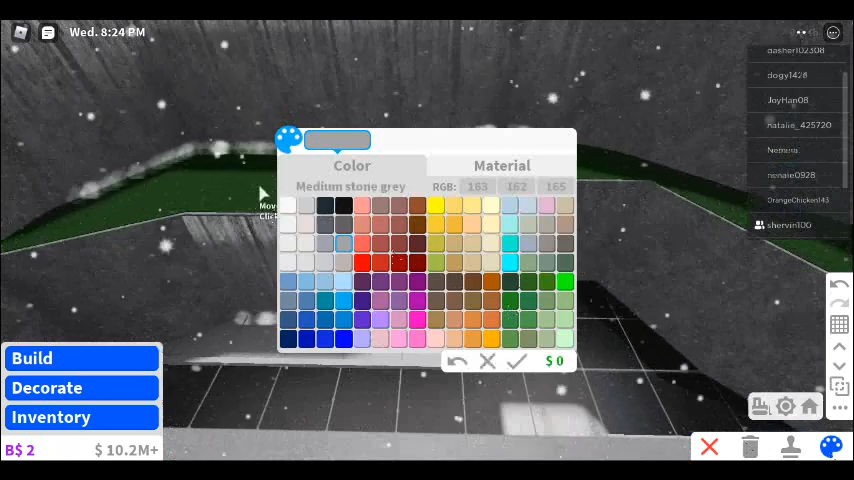 Wed. 8:24 PM
dasher102308
dogy1428
JoyHan08
natalie_425720
Nemera
nenaie0928
OrangeChicken143
shervin100
Color
Material
Medium stone grey
RGB: 163 162 165
$ 0
Build
Decorate
Inventory
B$ 2
$ 10.2M+